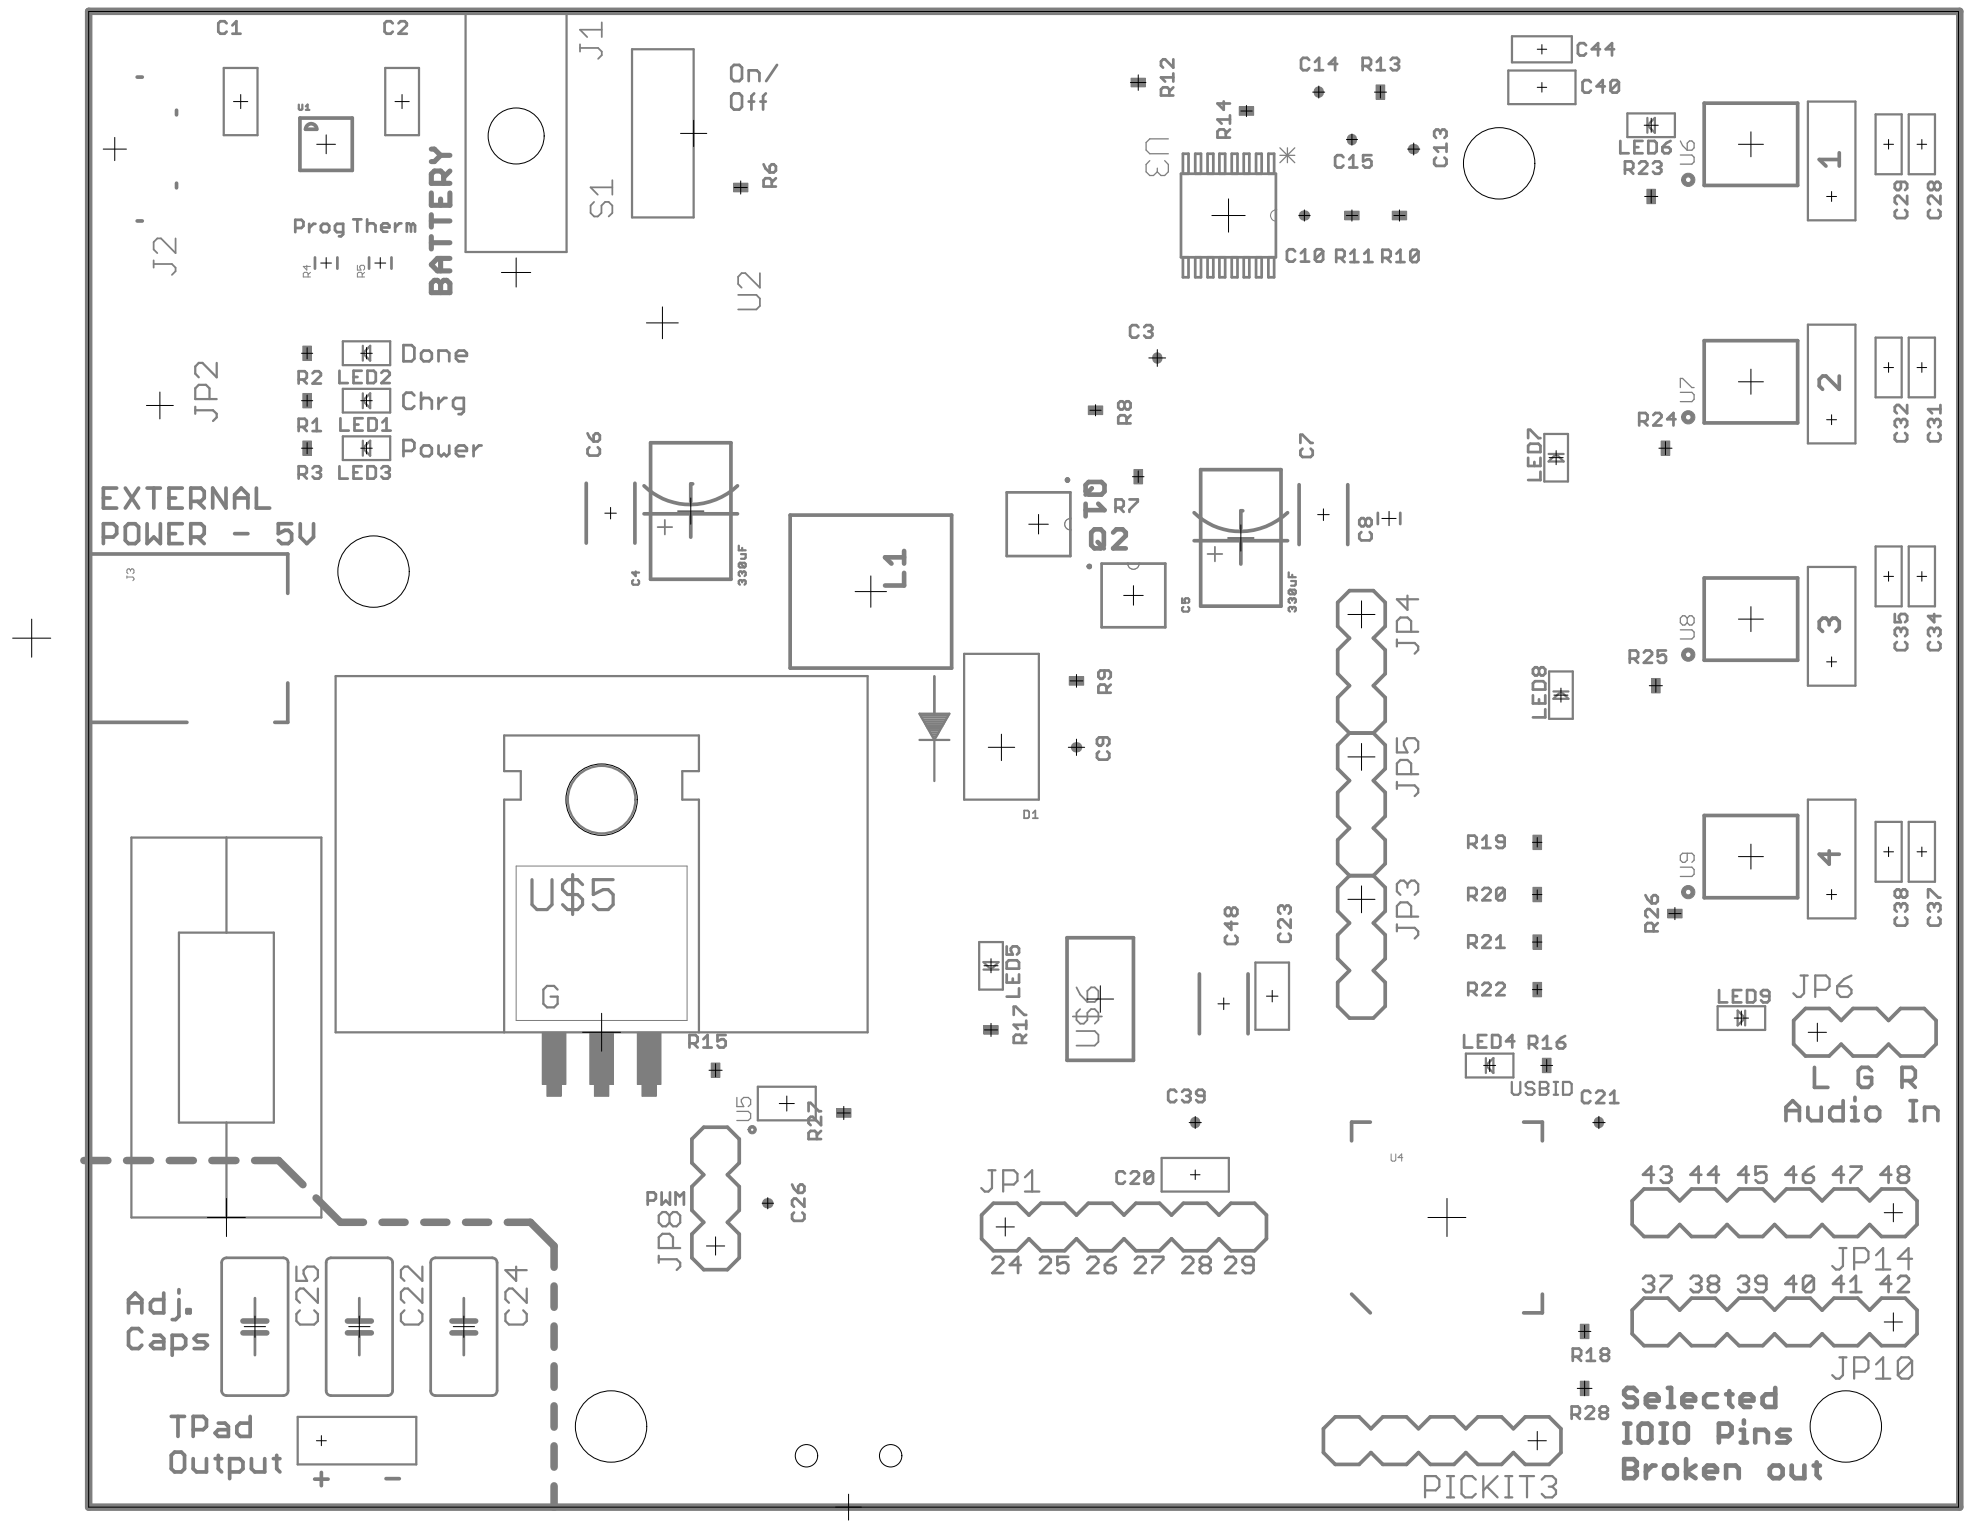 C1
C2
J1
On/
Off
R12
C14
R13
C44
C40
U1
D
R14
U3
*
C15
C13
LED6
R23
U6
1
C29
C28
BATTERY
S1
R6
J2
Prog
Therm
R4
R5
U2
C10
R11
R10
C3
JP2
R2
LED2
Done
R1
LED1
Chrg
R3
LED3
Power
R8
U7
2
C32
C31
R24
LED7
C6
C7
EXTERNAL
POWER - 5V
+
C4
330uF
Q1
R7
Q2
C8
+
C5
330uF
J3
L1
JP4
U8
3
C35
C34
R25
LED8
R9
C9
JP5
D1
R19
U9
4
C38
C37
U$5
R20
JP3
R26
C48
C23
R21
LED5
G
R22
U$6
R17
LED9
JP6
R15
LED4
R16
L G R
USBID
Audio In
U5
R27
C39
C21
U4
PWM
JP8
C26
JP1
C20
43 44 45 46 47 48
24 25 26 27 28 29
JP14
37 38 39 40 41 42
Adj.
Caps
C25
C22
C24
R18
JP10
R28
Selected
IOIO Pins
Broken out
TPad
Output
+ -
PICKIT3